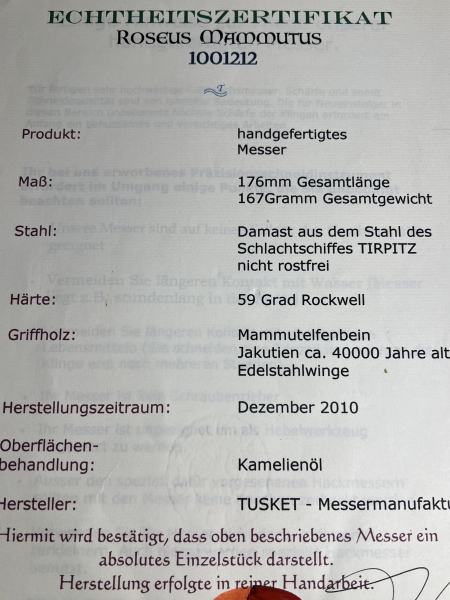 ECHTHEITSZERTIFIKAT
ROSEUS MAMMUTUS
1001212
Produkt: handgefertigtes
Messer
Maß: 176mm Gesamtlänge
167Gramm Gesamtgewicht
Stahl: Damast aus dem Stahl des
Schlachtschiffes TIRPITZ
nicht rostfrei
Härte: 59 Grad Rockwell
Griffholz: Mammutelfenbein
Jakutien ca. 40000 Jahre alt
Edelstahlwinge
Herstellungszeitraum: Dezember 2010
Oberflächen-
behandlung: Kamelienöl
Hersteller: TUSKET - Messermanufaktu
Hiermit wird bestätigt, dass oben beschriebenes Messer ein
absolutes Einzelstück darstellt.
Herstellung erfolgte in reiner Handarbeit.